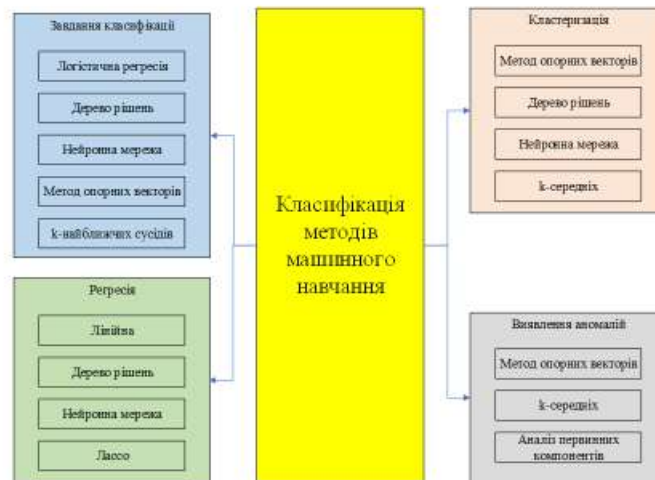 Завдання класифікації
Логістична регресія
Дерево рішень
Нейронна мережа
Метод опорних векторів
k-найближчих сусідів
Регресія
Лінійна
Дерево рішень
Нейронна мережа
Лассо
Класифікація
методів
машинного
навчання
Кластеризація
Метод опорних векторів
Дерево рішень
Нейронна мережа
k-середніх
Виявлення аномалій
Метод опорних векторів
k-середніх
Аналіз первинних
компонентів